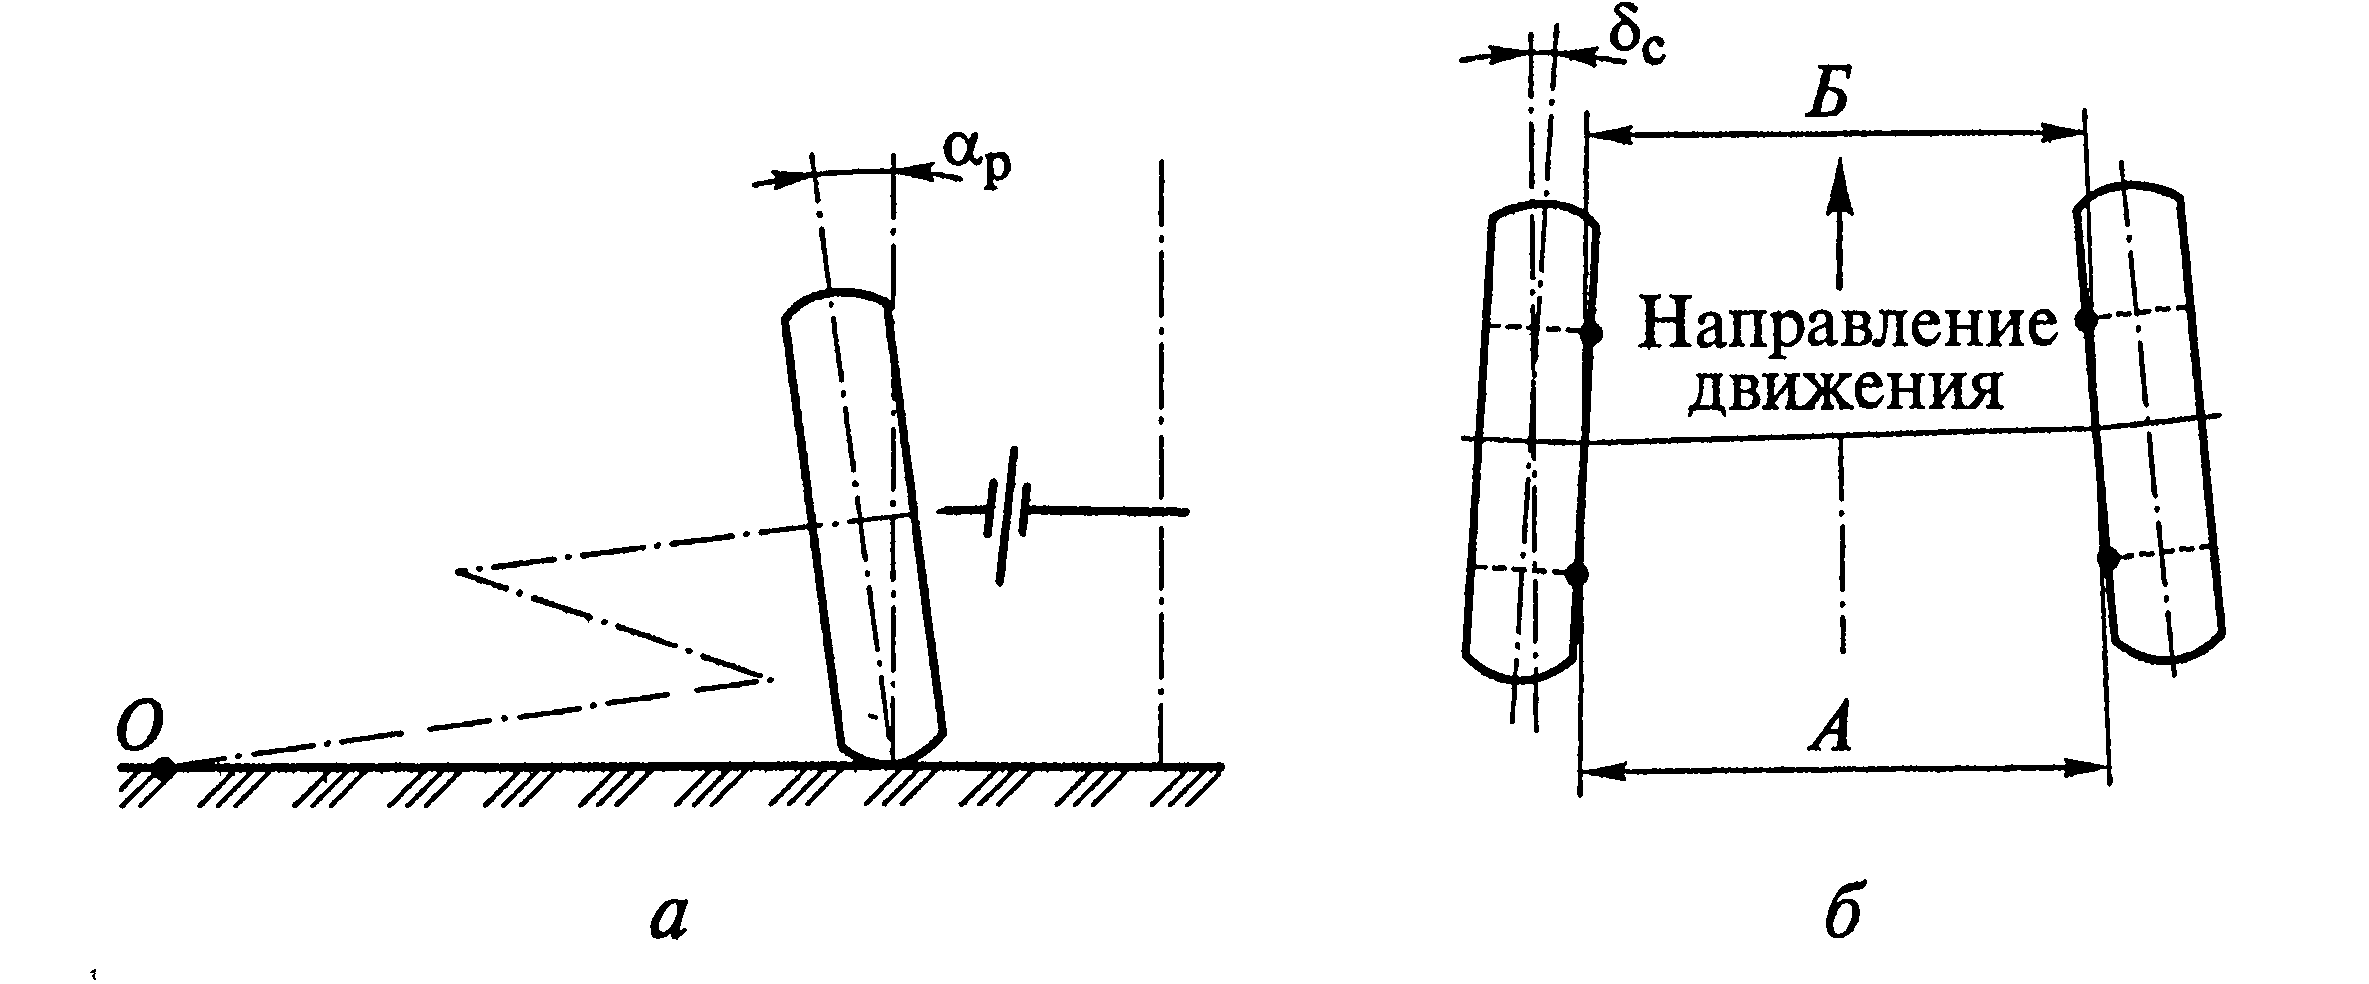 αр
O
а
δс
Б
Направление
движения
А
б